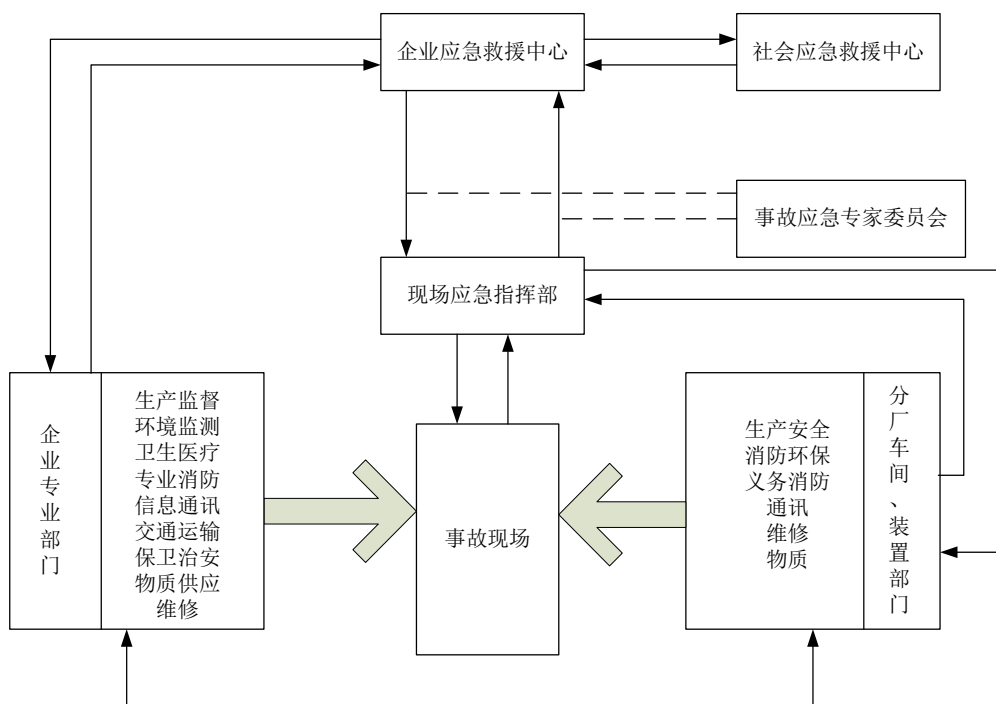 企业应急救援中心
社会应急救援中心
事故应急专家委员会
现场应急指挥部
企业专业部门
生产监督
环境监测
卫生医疗
专业消防
信息通讯
交通运输
保卫治安
物质供应
维修
事故现场
生产安全
消防环保
义务消防
通讯
维修
物质
分厂车间、装置部门